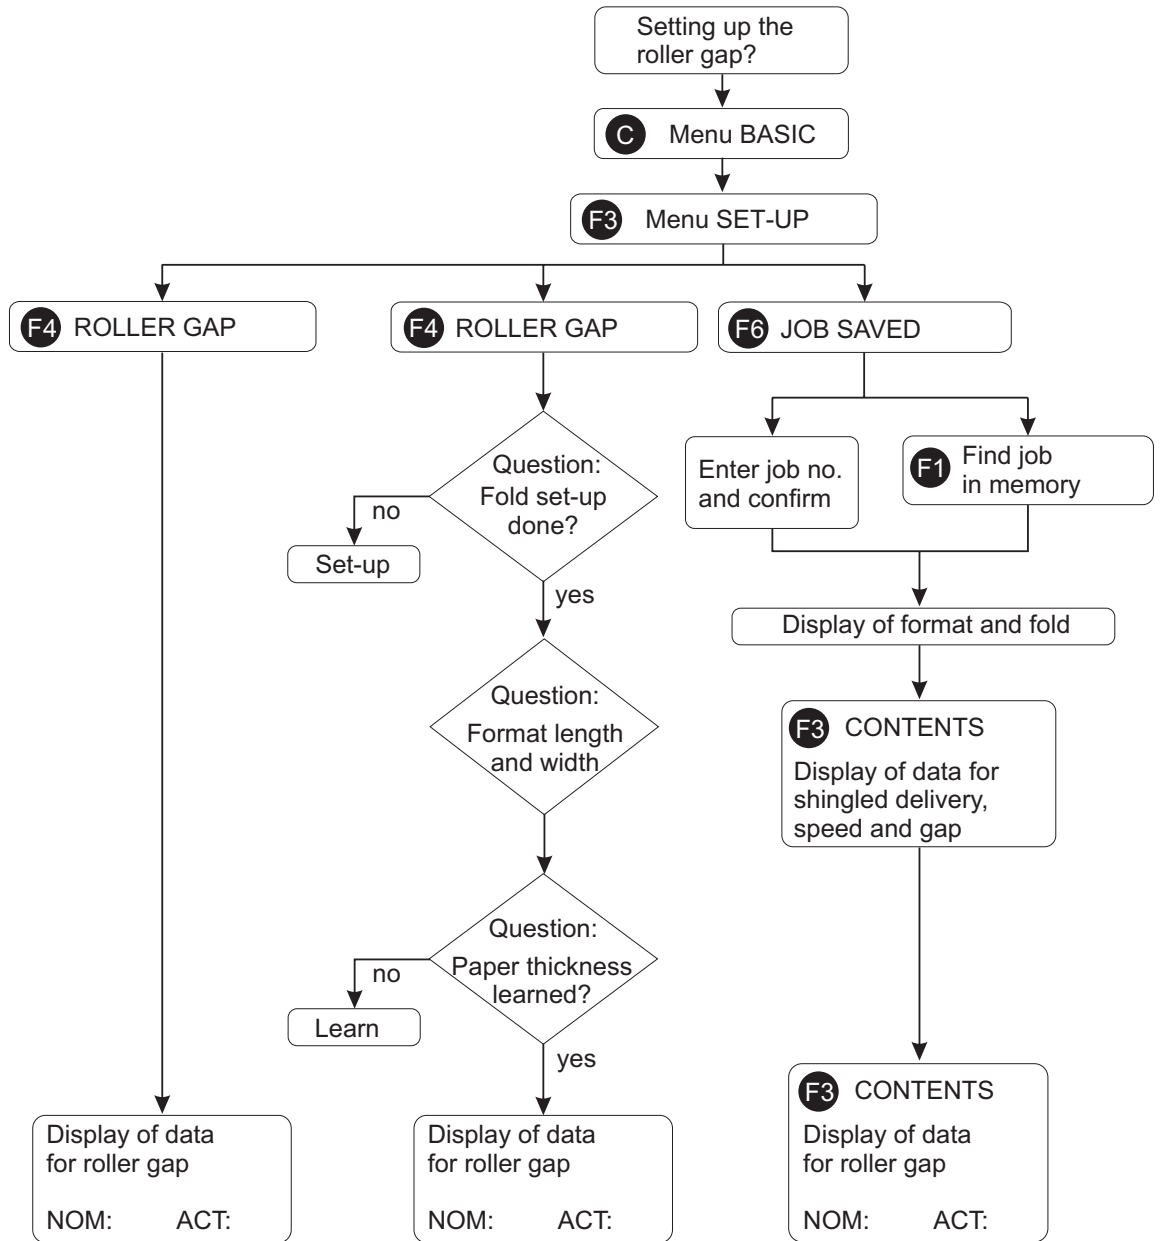 Setting up the
roller gap?
C Menu BASIC
F3 Menu SET-UP
F4 ROLLER GAP
F4 ROLLER GAP
F6 JOB SAVED
Question:
Fold set-up
done?
no
Set-up
yes
Enter job no.
and confirm
F1 Find job
in memory
Display of format and fold
Question:
Format length
and width
F3 CONTENTS
Display of data for
shingled delivery,
speed and gap
Question:
Paper thickness
learned?
no
Learn
yes
Display of data
for roller gap
NOM: ACT:
Display of data
for roller gap
NOM: ACT:
F3 CONTENTS
Display of data
for roller gap
NOM: ACT: